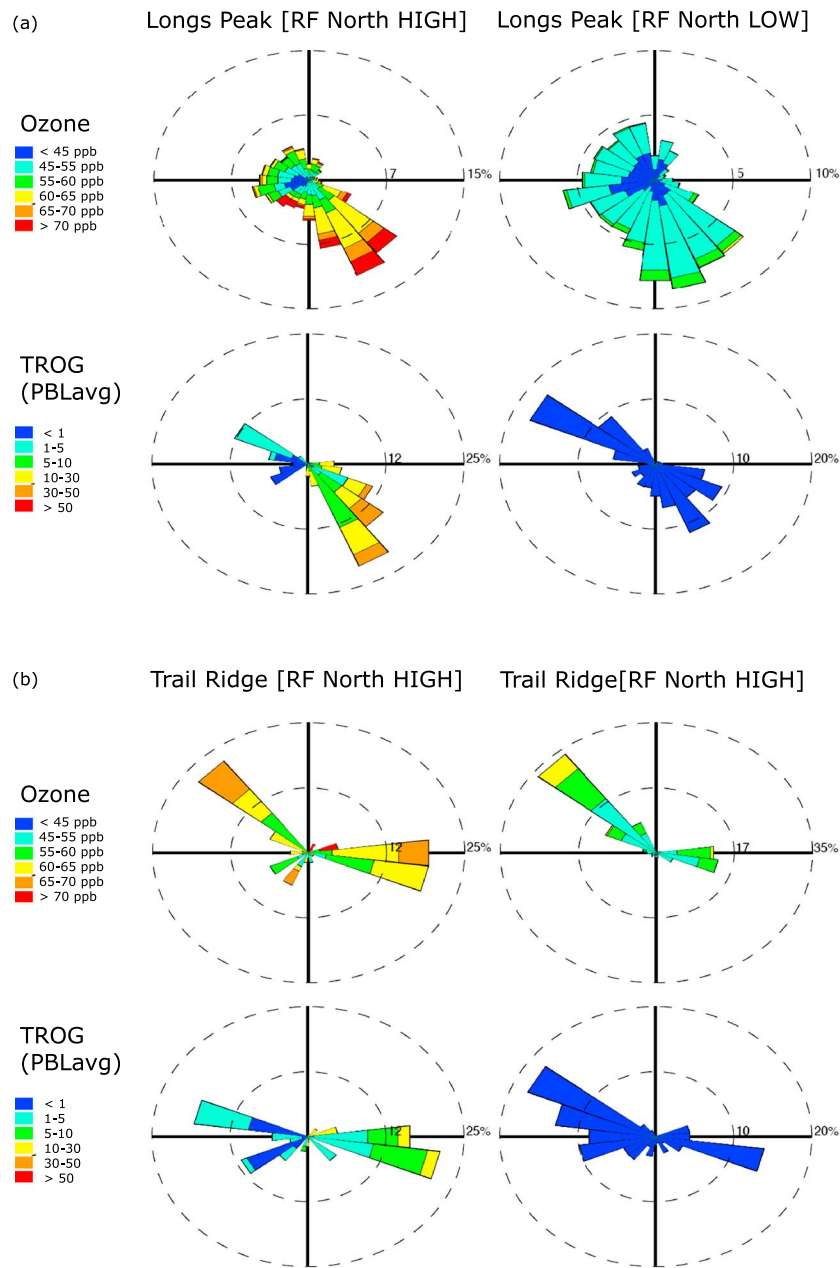 (a)
Longs Peak [RF North HIGH]
Longs Peak [RF North LOW]
Ozone
< 45 ppb
45-55 ppb
55-60 ppb
60-65 ppb
65-70 ppb
> 70 ppb
7
15%
5
10%
TROG
(PBLavg)
< 1
1-5
5-10
10-30
30-50
> 50
12
25%
10
20%
(b)
Trail Ridge [RF North HIGH]
Trail Ridge[RF North HIGH]
Ozone
< 45 ppb
45-55 ppb
55-60 ppb
60-65 ppb
65-70 ppb
> 70 ppb
12
25%
17
35%
TROG
(PBLavg)
< 1
1-5
5-10
10-30
30-50
> 50
12
25%
10
20%